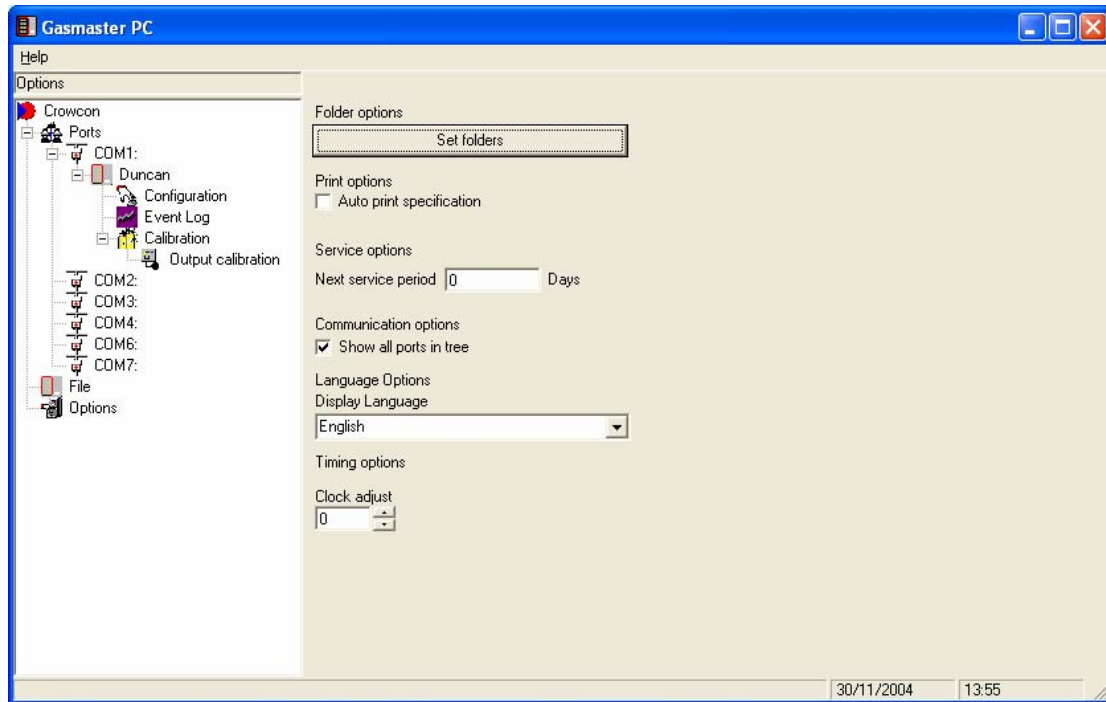 Gasmaster PC
Help
Options
Crowcon
Ports
COM1:
Duncan
Configuration
Event Log
Calibration
Output calibration
COM2:
COM3:
COM4:
COM6:
COM7:
File
Options
Folder options
Set folders
Print options
Auto print specification
Service options
Next service period 0 Days
Communication options
Show all ports in tree
Language Options
Display Language
English
Timing options
Clock adjust
0
30/11/2004 13:55